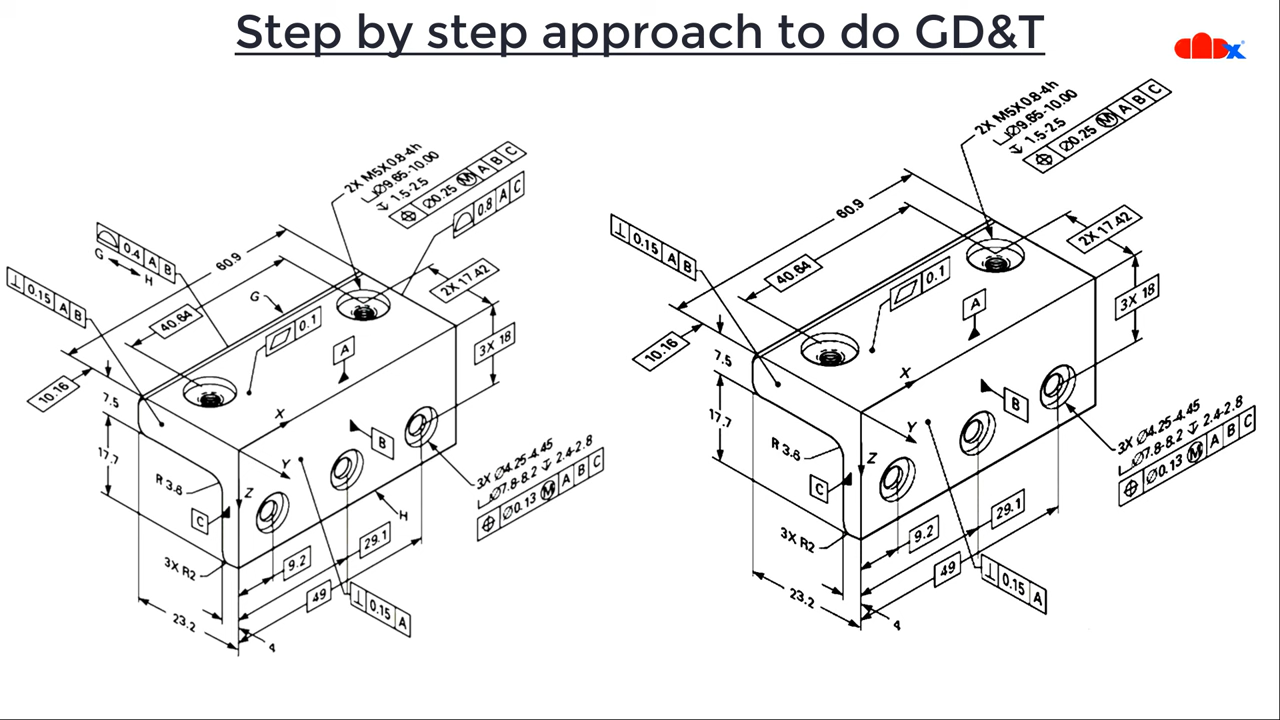 Step by step approach to do GD&T
CADX
2X M5X0.8-4h
⌴Ø9.65-10.00
↧ 1.5-2.5
⌖ Ø0.25 Ⓜ A B C
⌓ 0.8 A C
⌓ 0.4 A B
G ↔ H
⟂ 0.15 A B
60.9
40.64
10.16
G
⏥ 0.1
2X 17.42
3X 18
A
7.5
17.7
X
B
Y
Z
R 3.6
C
3X Ø4.25-4.45
⌴Ø7.8-8.2 ↧ 2.4-2.8
⌖ Ø0.13 Ⓜ A B C
H
3X R2
9.2
29.1
49
⟂ 0.15 A
23.2
4
2X M5X0.8-4h
⌴Ø9.65-10.00
↧ 1.5-2.5
⌖ Ø0.25 Ⓜ A B C
⟂ 0.15 A B
60.9
40.64
10.16
⏥ 0.1
2X 17.42
3X 18
A
7.5
17.7
X
B
Y
Z
R 3.6
C
3X Ø4.25-4.45
⌴Ø7.8-8.2 ↧ 2.4-2.8
⌖ Ø0.13 Ⓜ A B C
3X R2
9.2
29.1
49
⟂ 0.15 A
23.2
4